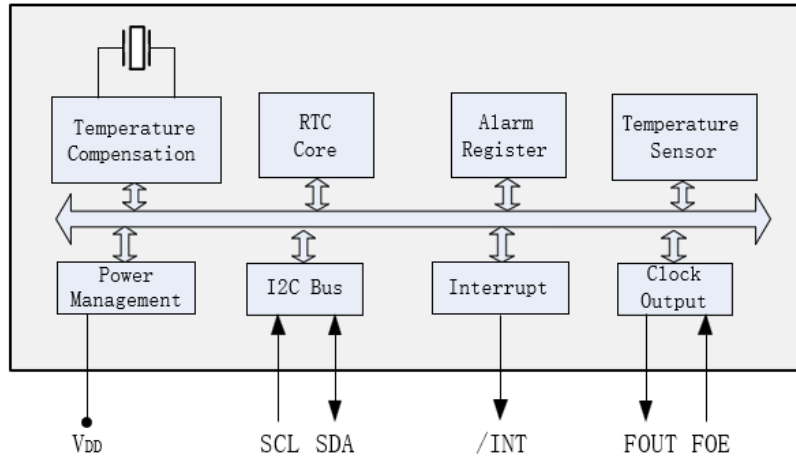 Temperature
Compensation
RTC
Core
Alarm
Register
Temperature
Sensor
Power
Management
I2C Bus
Interrupt
Clock
Output
VDD
SCL SDA
/INT
FOUT FOE